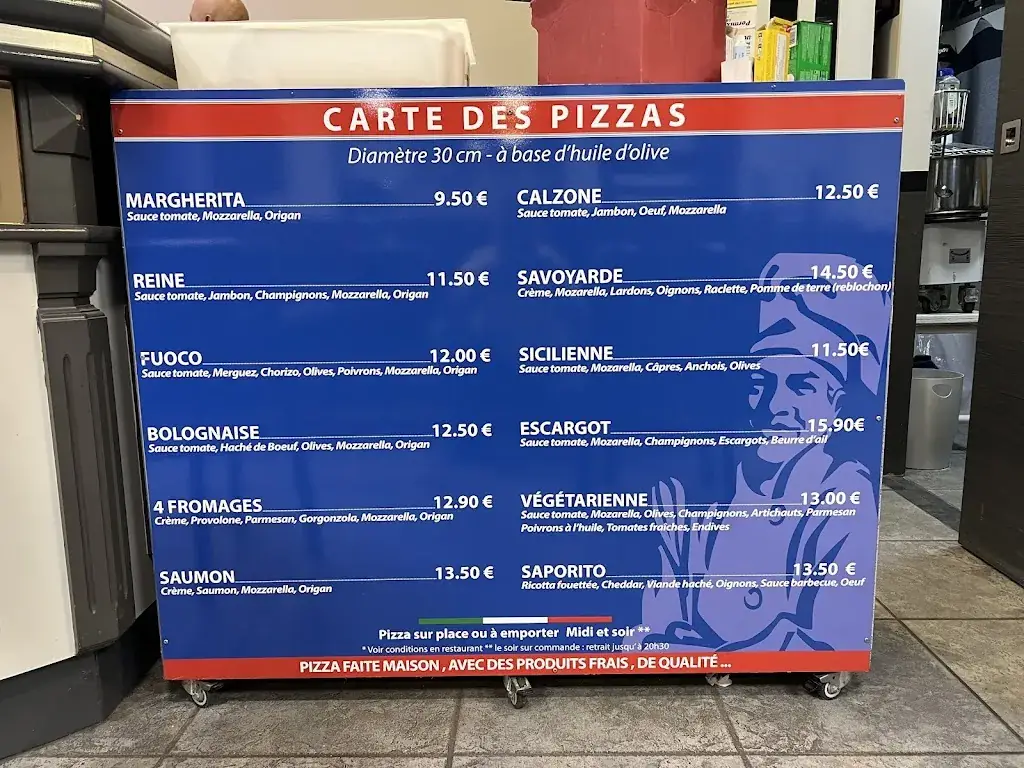 CARTE DES PIZZAS
Diamètre 30 cm - à base d'huile d'olive
MARGHERITA 9.50 €
Sauce tomate, Mozzarella, Origan
REINE 11.50 €
Sauce tomate, Jambon, Champignons, Mozzarella, Origan
FUOCO 12.00 €
Sauce tomate, Merguez, Chorizo, Olives, Poivrons, Mozzarella, Origan
BOLOGNAISE 12.50 €
Sauce tomate, Haché de Boeuf, Olives, Mozzarella, Origan
4 FROMAGES 12.90 €
Crème, Provolone, Parmesan, Gorgonzola, Mozzarella, Origan
SAUMON 13.50 €
Crème, Saumon, Mozzarella, Origan
CALZONE 12.50 €
Sauce tomate, Jambon, Oeuf, Mozzarella
SAVOYARDE 14.50 €
Crème, Mozarella, Lardons, Oignons, Raclette, Pomme de terre (reblochon)
SICILIENNE 11.50€
Sauce tomate, Mozarella, Câpres, Anchois, Olives
ESCARGOT 15.90€
Sauce tomate, Mozarella, Champignons, Escargots, Beurre d'ail
VÉGÉTARIENNE 13.00 €
Sauce tomate, Mozarella, Olives, Champignons, Artichauts, Parmesan
Poivrons à l'huile, Tomates fraîches, Endives
SAPORITO 13.50 €
Ricotta fouettée, Cheddar, Viande haché, Oignons, Sauce barbecue, Oeuf
Pizza sur place ou à emporter Midi et soir **
* Voir conditions en restaurant ** le soir sur commande : retrait jusqu'à 20h30
PIZZA FAITE MAISON , AVEC DES PRODUITS FRAIS , DE QUALITÉ ...